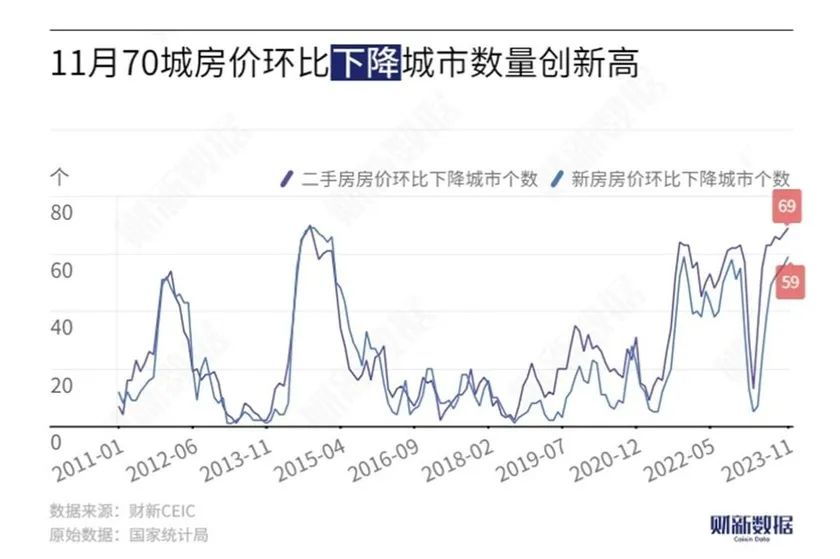 11月70城房价环比下降城市数量创新高
个
二手房房价环比下降城市个数 新房房价环比下降城市个数
80
69
60
59
40
20
0
2011-01 2012-06 2013-11 2015-04 2016-09 2018-02 2019-07 2020-12 2022-05 2023-11
数据来源：财新CEIC
原始数据：国家统计局
财新数据
Caixin Data
财新数据